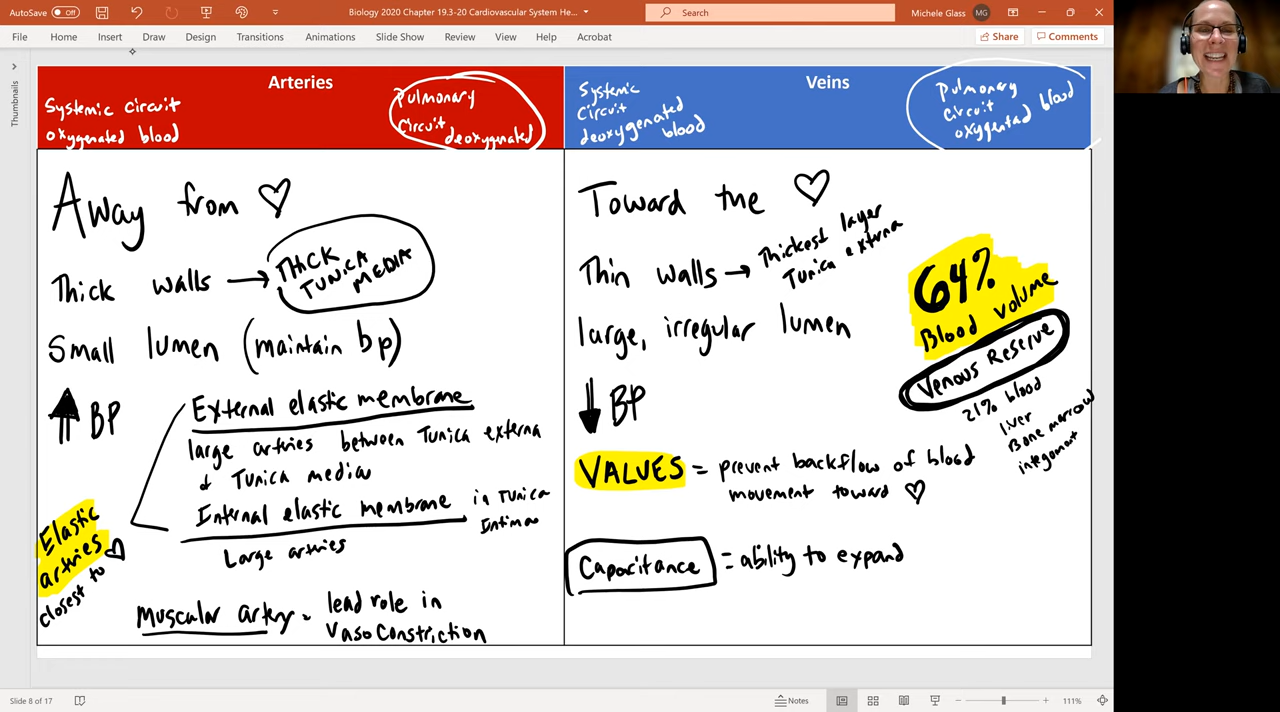 AutoSave Off
Biology 2020 Chapter 19.3-20 Cardiovascular System He...
Search
Michele Glass
MG
File Home Insert Draw Design Transitions Animations Slide Show Review View Help Acrobat
Share
Comments
Thumbnails
Arteries
Systemic circuit
oxygenated blood
Pulmonary
Circuit deoxygenated
Away from
Thick walls → THICK
TUNICA
MEDIA
Small lumen (maintain bp)
BP
External elastic membrane
large arteries between Tunica externa
↓ Tunica media
Internal elastic membrane in Tunica
Intima
Large arteries
Elastic
arteries
closest to
Muscular artery = lead role in
VasoConstriction
Veins
Systemic
Circuit
deoxygenated
blood
Pulmonary
circuit
oxygentad blood
Toward the
Thin walls → Thickest layer
Tunica externa
large, irregular lumen
BP
VALUES = prevent backflow of blood
movement toward
Capacitance = ability to expand
64%
Blood volume
Venous Reserve
21% blood
liver
Bone marrow
integement
Slide 8 of 17
Notes
111%